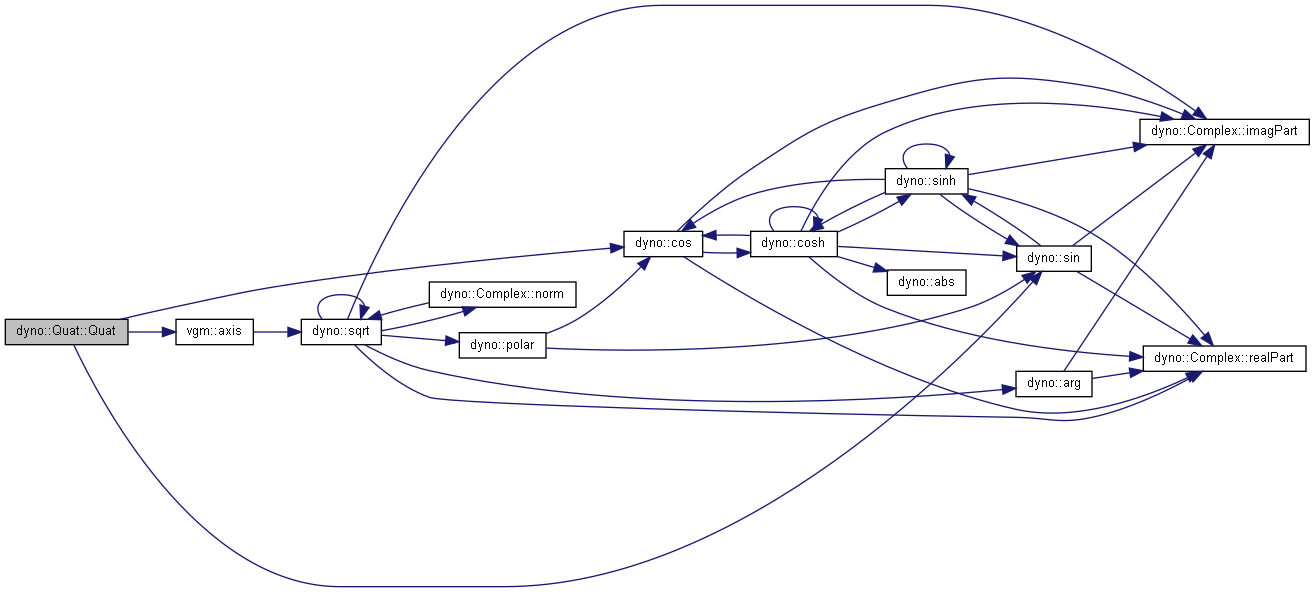 dyno::Complex::imagPart
dyno::sinh
dyno::cos
dyno::cosh
dyno::sin
dyno::abs
dyno::Complex::norm
dyno::Quat::Quat
vgm::axis
dyno::sqrt
dyno::polar
dyno::Complex::realPart
dyno::arg